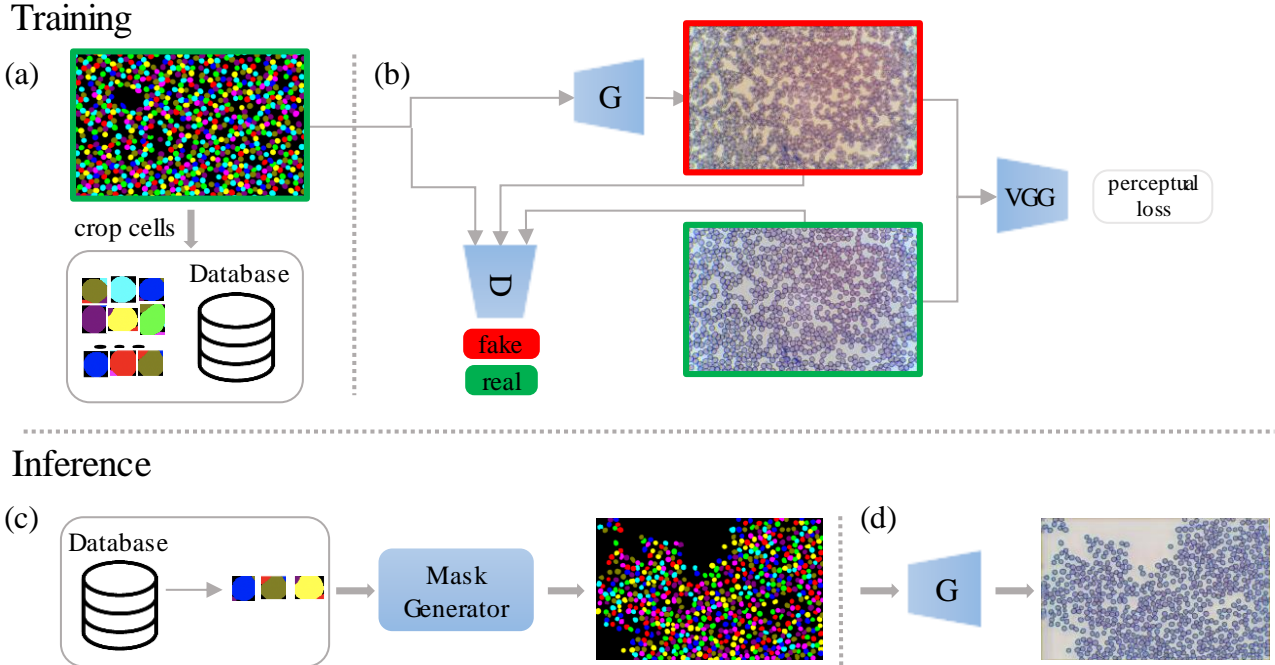 Training
(a)
crop cells
Database
(b)
G
D
fake
real
VGG
perceptual
loss
Inference
(c)
Database
Mask
Generator
(d)
G